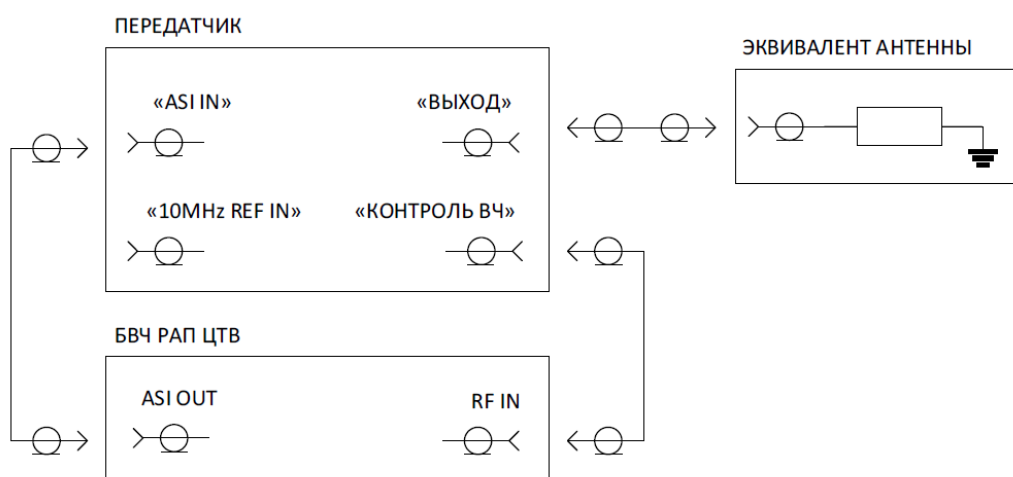 ПЕРЕДАТЧИК
ЭКВИВАЛЕНТ АНТЕННЫ
«ASI IN»
«ВЫХОД»
«10MHz REF IN»
«КОНТРОЛЬ ВЧ»
БВЧ РАП ЦТВ
ASI OUT
RF IN